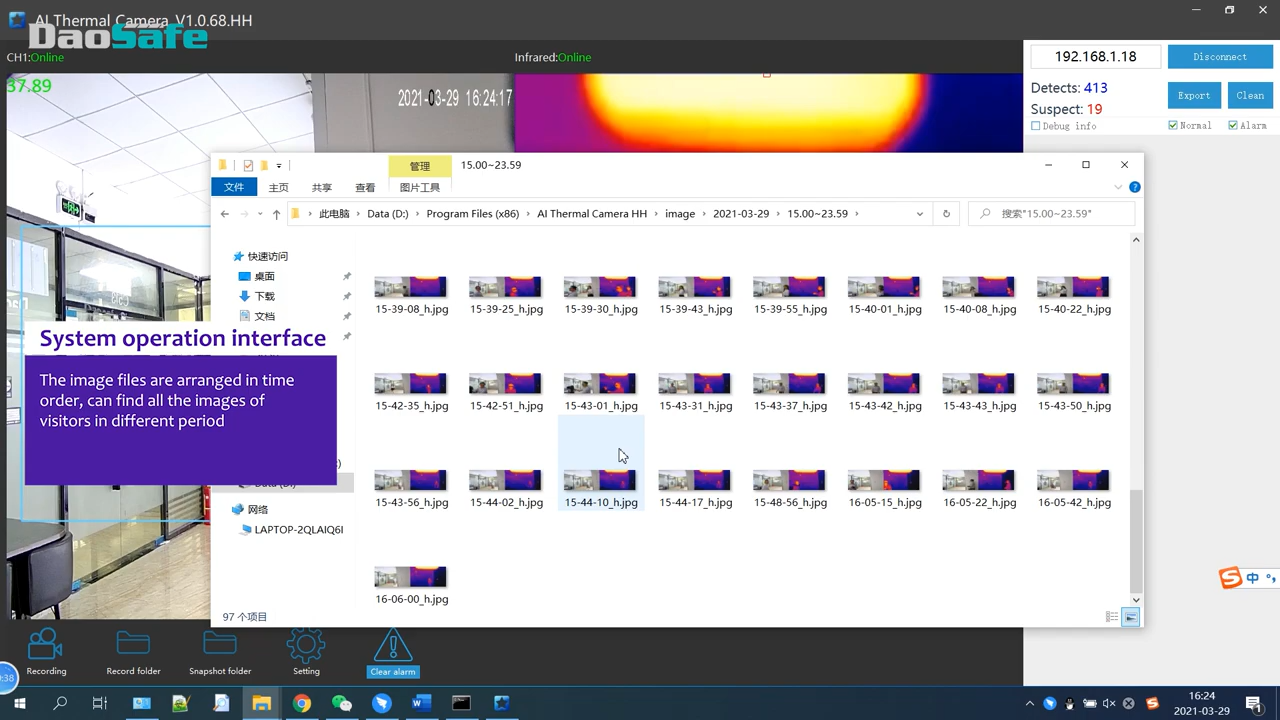 AI Thermal Camera V1.0.68.HH
DaoSafe
CH1:Online
Infrared:Online
37.89
2021-03-29 16:24:17
192.168.1.18
Disconnect
Detects: 413
Suspect: 19
Export
Clean
Debug info
Normal
Alarm
管理
15.00~23.59
文件
主页
共享
查看
图片工具
此电脑
Data (D:)
Program Files (x86)
AI Thermal Camera HH
image
2021-03-29
15.00~23.59
搜索"15.00~23.59"
快速访问
桌面
下载
文档
网络
LAPTOP-2QLAIQ6I
15-39-08_h.jpg
15-39-25_h.jpg
15-39-30_h.jpg
15-39-43_h.jpg
15-39-55_h.jpg
15-40-01_h.jpg
15-40-08_h.jpg
15-40-22_h.jpg
15-42-35_h.jpg
15-42-51_h.jpg
15-43-01_h.jpg
15-43-31_h.jpg
15-43-37_h.jpg
15-43-42_h.jpg
15-43-43_h.jpg
15-43-50_h.jpg
15-43-56_h.jpg
15-44-02_h.jpg
15-44-10_h.jpg
15-44-17_h.jpg
15-48-56_h.jpg
16-05-15_h.jpg
16-05-22_h.jpg
16-05-42_h.jpg
16-06-00_h.jpg
97 个项目
System operation interface
The image files are arranged in time
order, can find all the images of
visitors in different period
中
Recording
Record folder
Snapshot folder
Setting
Clear alarm
:38
16:24
2021-03-29